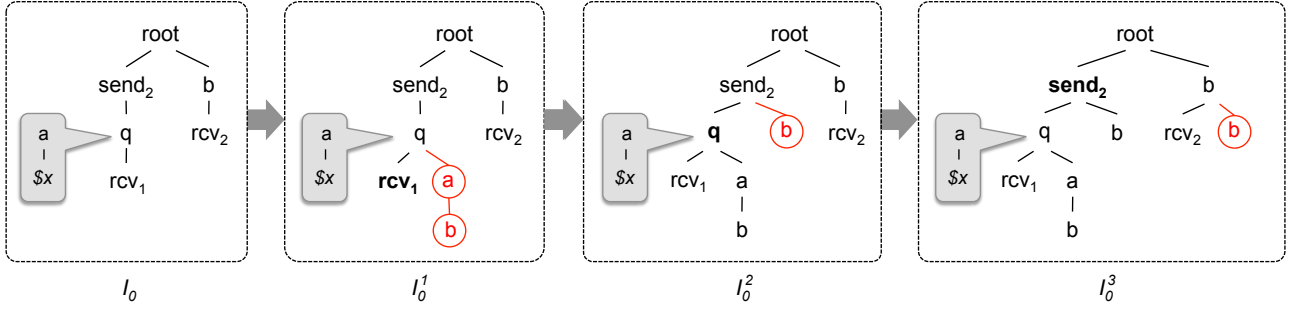 root
send₂ b
a q rcv₂
$x rcv₁
I₀
root
send₂ b
a q rcv₂
$x rcv₁ a
b
I₀¹
root
send₂ b
a q b rcv₂
$x rcv₁ a
b
I₀²
root
send₂ b
a q b rcv₂ b
$x rcv₁ a
b
I₀³